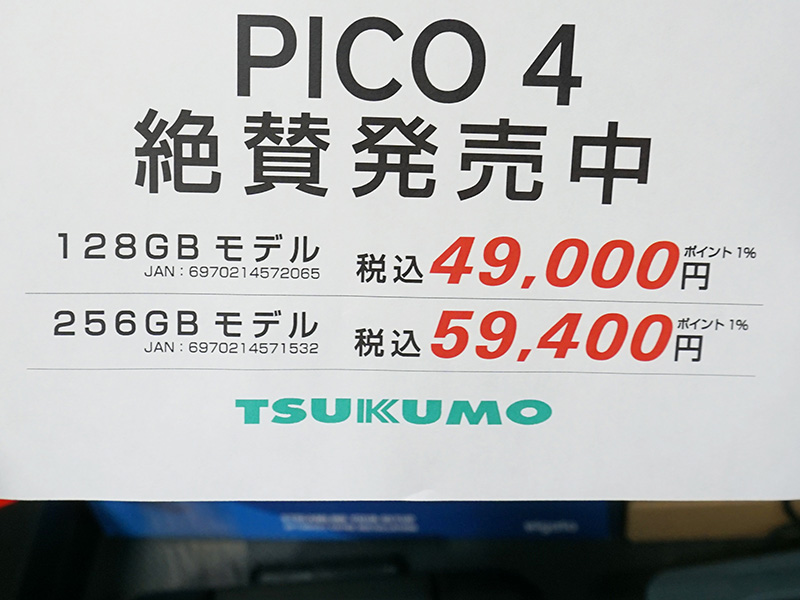 PICO 4
絶賛発売中
128GB モデル 税込 49,000円 ポイント1%
JAN：6970214572065
256GB モデル 税込 59,400円 ポイント1%
JAN：6970214571532
TSUKUMO